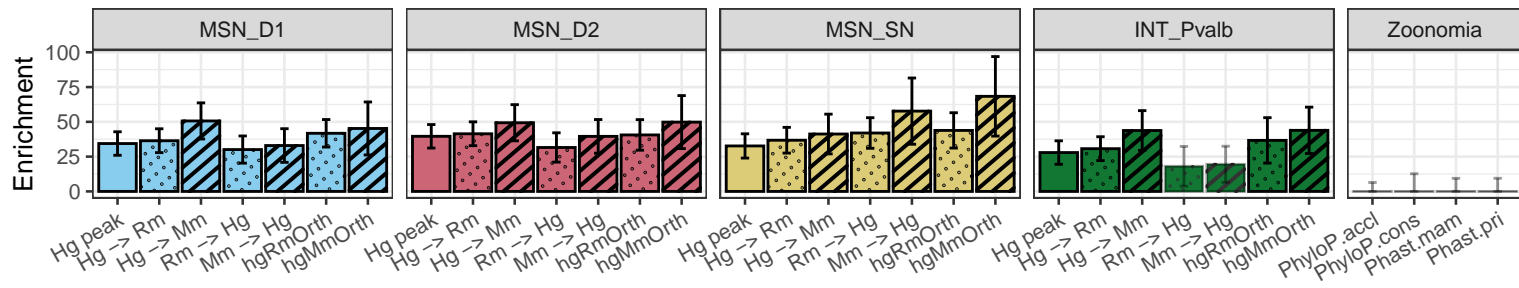 MSN_D1
MSN_D2
MSN_SN
INT_Pvalb
Zoonomia
Enrichment
100
75
50
25
0
Hg peak
Hg −> Rm
Hg −> Mm
Rm −> Hg
Mm −> Hg
hgRmOrth
hgMmOrth
Hg peak
Hg −> Rm
Hg −> Mm
Rm −> Hg
Mm −> Hg
hgRmOrth
hgMmOrth
Hg peak
Hg −> Rm
Hg −> Mm
Rm −> Hg
Mm −> Hg
hgRmOrth
hgMmOrth
Hg peak
Hg −> Rm
Hg −> Mm
Rm −> Hg
Mm −> Hg
hgRmOrth
hgMmOrth
PhyloP.accl
PhyloP.cons
Phast.mam
Phast.pri